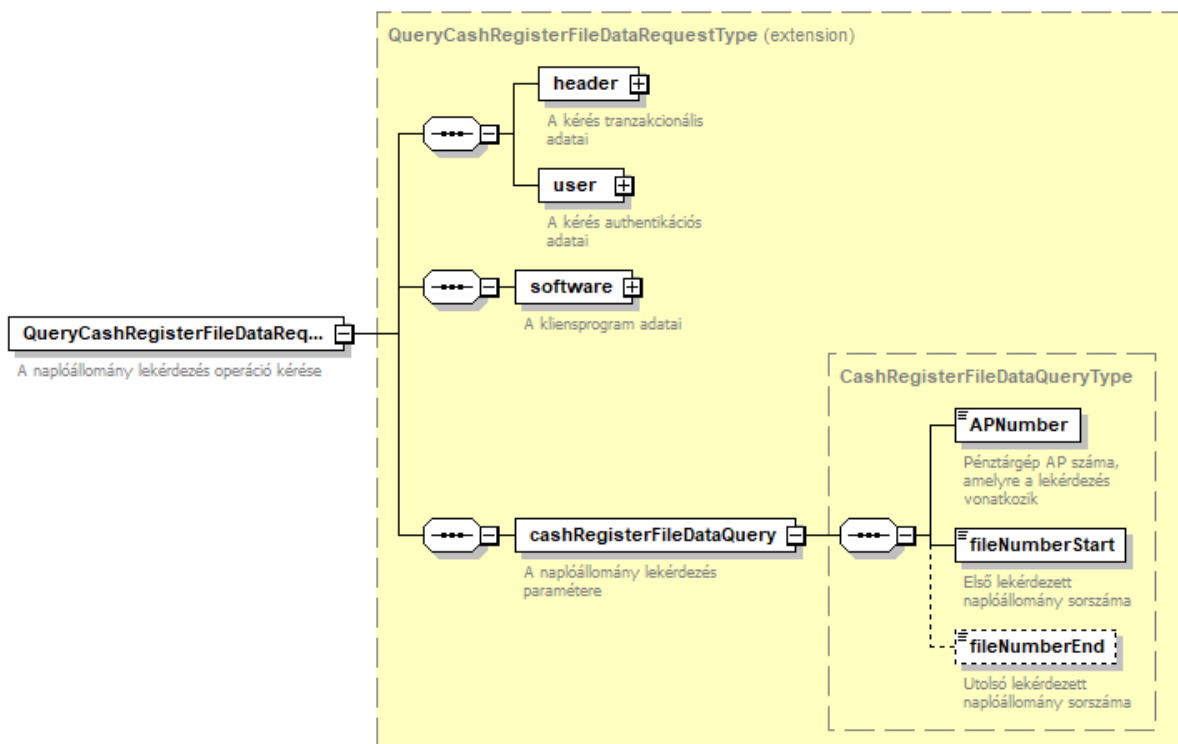 QueryCashRegisterFileDataRequestType (extension)
header
A kérés tranzakcionális
adatai
user
A kérés authentikációs
adatai
software
A kliensprogram adatai
QueryCashRegisterFileDataReq...
A naplóállomány lekérdezés operáció kérése
CashRegisterFileDataQueryType
APNumber
Pénztárgép AP száma,
amelyre a lekérdezés
vonatkozik
cashRegisterFileDataQuery
A naplóállomány lekérdezés
paramétere
fileNumberStart
Első lekérdezett
naplóállomány sorszáma
fileNumberEnd
Utolsó lekérdezett
naplóállomány sorszáma